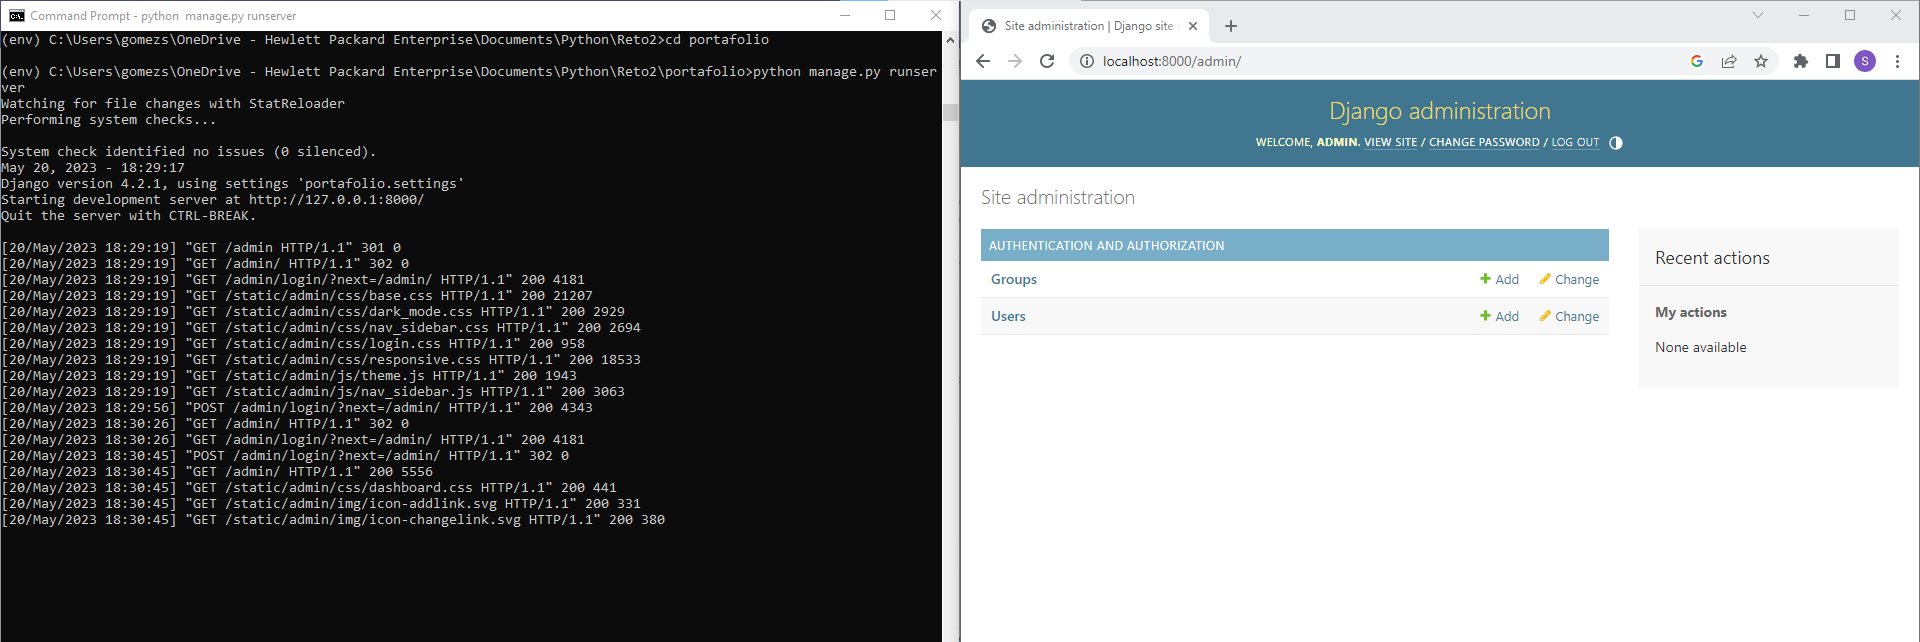 Command Prompt - python  manage.py runserver
(env) C:\Users\gomezs\OneDrive - Hewlett Packard Enterprise\Documents\Python\Reto2>cd portafolio
(env) C:\Users\gomezs\OneDrive - Hewlett Packard Enterprise\Documents\Python\Reto2\portafolio>python manage.py runser
ver
Watching for file changes with StatReloader
Performing system checks...
System check identified no issues (0 silenced).
May 20, 2023 - 18:29:17
Django version 4.2.1, using settings 'portafolio.settings'
Starting development server at http://127.0.0.1:8000/
Quit the server with CTRL-BREAK.
[20/May/2023 18:29:19] "GET /admin HTTP/1.1" 301 0
[20/May/2023 18:29:19] "GET /admin/ HTTP/1.1" 302 0
[20/May/2023 18:29:19] "GET /admin/login/?next=/admin/ HTTP/1.1" 200 4181
[20/May/2023 18:29:19] "GET /static/admin/css/base.css HTTP/1.1" 200 21207
[20/May/2023 18:29:19] "GET /static/admin/css/dark_mode.css HTTP/1.1" 200 2929
[20/May/2023 18:29:19] "GET /static/admin/css/nav_sidebar.css HTTP/1.1" 200 2694
[20/May/2023 18:29:19] "GET /static/admin/css/login.css HTTP/1.1" 200 958
[20/May/2023 18:29:19] "GET /static/admin/css/responsive.css HTTP/1.1" 200 18533
[20/May/2023 18:29:19] "GET /static/admin/js/theme.js HTTP/1.1" 200 1943
[20/May/2023 18:29:19] "GET /static/admin/js/nav_sidebar.js HTTP/1.1" 200 3063
[20/May/2023 18:29:56] "POST /admin/login/?next=/admin/ HTTP/1.1" 200 4343
[20/May/2023 18:30:26] "GET /admin/ HTTP/1.1" 302 0
[20/May/2023 18:30:26] "GET /admin/login/?next=/admin/ HTTP/1.1" 200 4181
[20/May/2023 18:30:45] "POST /admin/login/?next=/admin/ HTTP/1.1" 302 0
[20/May/2023 18:30:45] "GET /admin/ HTTP/1.1" 200 5556
[20/May/2023 18:30:45] "GET /static/admin/css/dashboard.css HTTP/1.1" 200 441
[20/May/2023 18:30:45] "GET /static/admin/img/icon-addlink.svg HTTP/1.1" 200 331
[20/May/2023 18:30:45] "GET /static/admin/img/icon-changelink.svg HTTP/1.1" 200 380
Site administration | Django site
localhost:8000/admin/
S
Django administration
WELCOME, ADMIN. VIEW SITE / CHANGE PASSWORD / LOG OUT
Site administration
AUTHENTICATION AND AUTHORIZATION
Groups Add Change
Users Add Change
Recent actions
My actions
None available